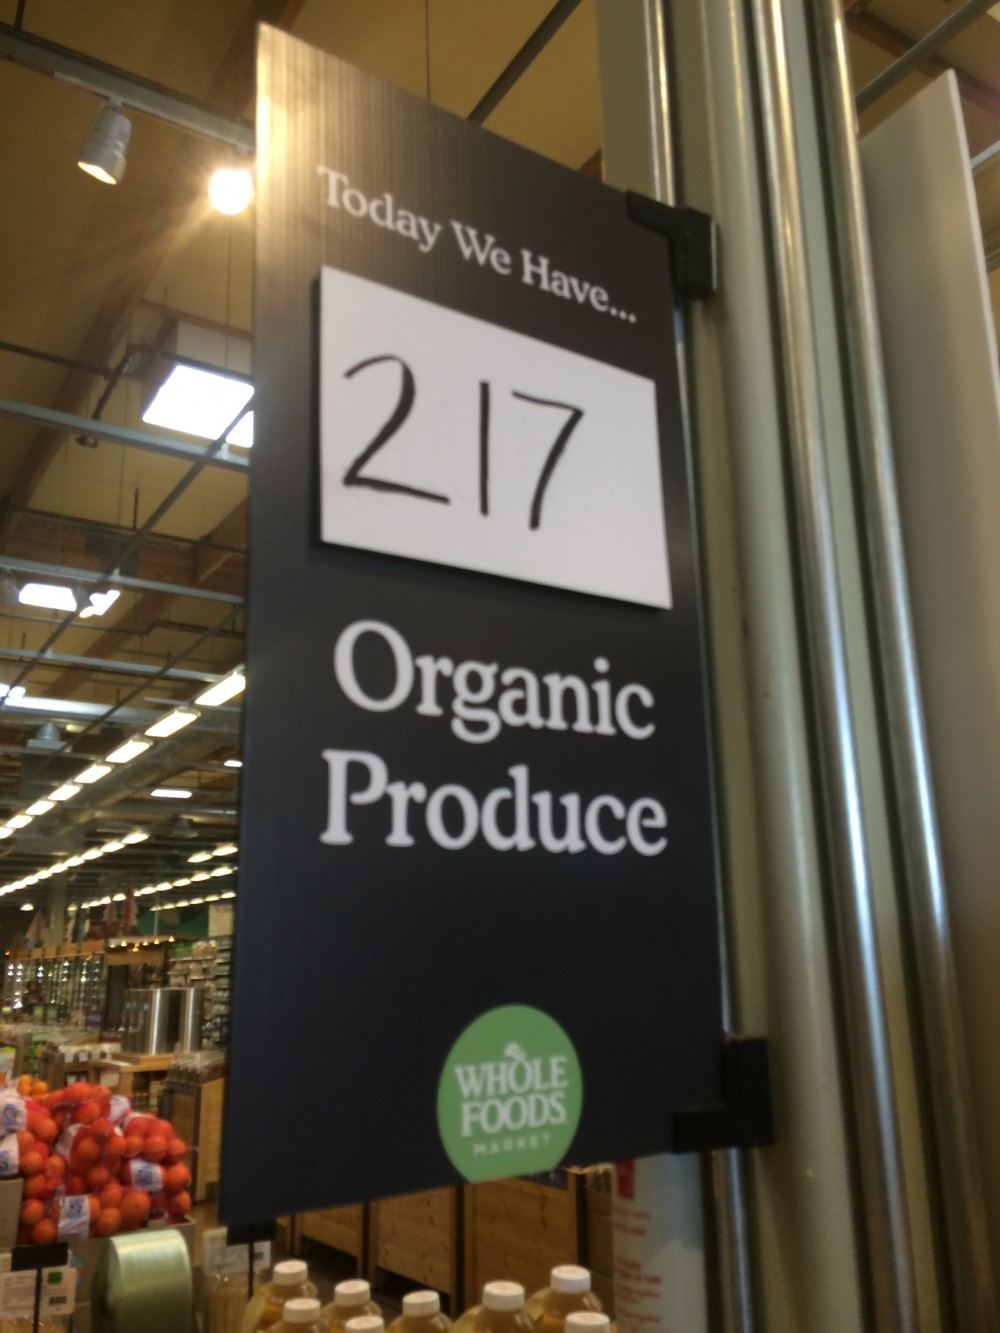 Today We Have...
217
Organic
Produce
WHOLE
FOODS
MARKET